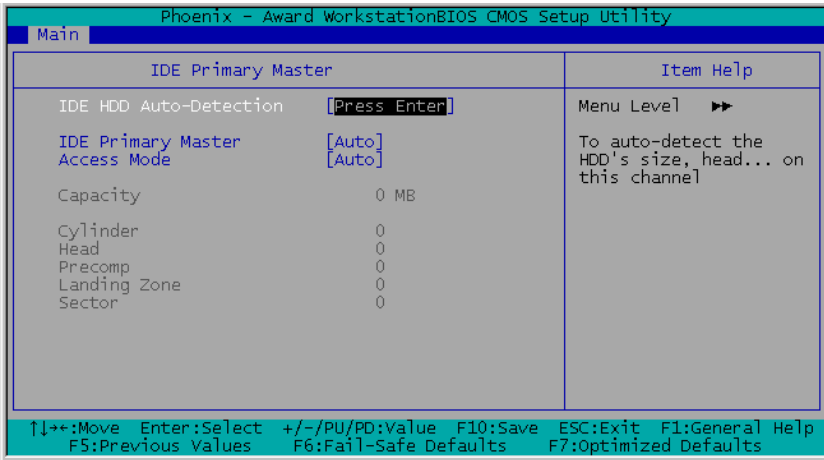 Phoenix - Award WorkstationBIOS CMOS Setup Utility
Main
IDE Primary Master
Item Help
IDE HDD Auto-Detection [Press Enter]
Menu Level ▶▶
IDE Primary Master [Auto]
Access Mode [Auto]
To auto-detect the
HDD's size, head... on
this channel
Capacity 0 MB
Cylinder 0
Head 0
Precomp 0
Landing Zone 0
Sector 0
↑↓→←:Move Enter:Select +/-/PU/PD:Value F10:Save ESC:Exit F1:General Help
F5:Previous Values F6:Fail-Safe Defaults F7:Optimized Defaults